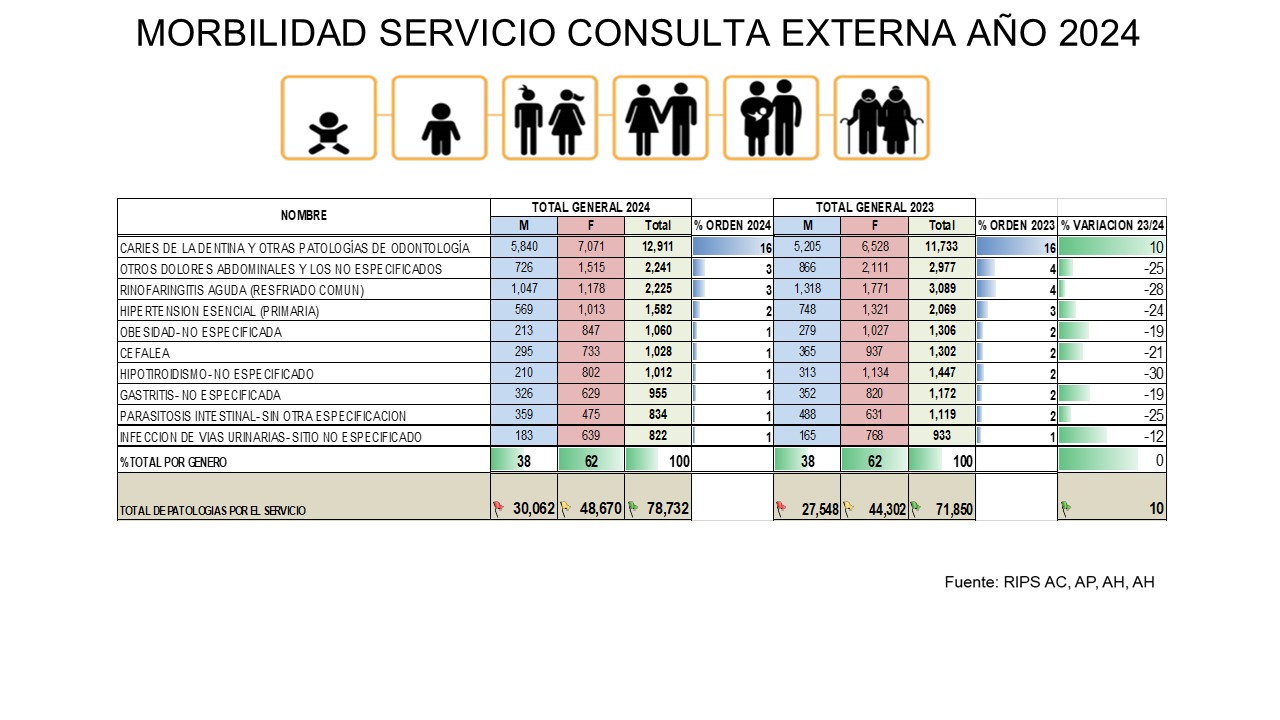 MORBILIDAD SERVICIO CONSULTA EXTERNA AÑO 2024
NOMBRE TOTAL GENERAL 2024 TOTAL GENERAL 2023
M F Total % ORDEN 2024 M F Total % ORDEN 2023 % VARIACION 23/24
CARIES DE LA DENTINA Y OTRAS PATOLOGÍAS DE ODONTOLOGÍA 5,840 7,071 12,911 16 5,205 6,528 11,733 16 10
OTROS DOLORES ABDOMINALES Y LOS NO ESPECIFICADOS 726 1,515 2,241 3 866 2,111 2,977 4 -25
RINOFARINGITIS AGUDA (RESFRIADO COMUN) 1,047 1,178 2,225 3 1,318 1,771 3,089 4 -28
HIPERTENSION ESENCIAL (PRIMARIA) 569 1,013 1,582 2 748 1,321 2,069 3 -24
OBESIDAD- NO ESPECIFICADA 213 847 1,060 1 279 1,027 1,306 2 -19
CEFALEA 295 733 1,028 1 365 937 1,302 2 -21
HIPOTIROIDISMO- NO ESPECIFICADO 210 802 1,012 1 313 1,134 1,447 2 -30
GASTRITIS- NO ESPECIFICADA 326 629 955 1 352 820 1,172 2 -19
PARASITOSIS INTESTINAL- SIN OTRA ESPECIFICACION 359 475 834 1 488 631 1,119 2 -25
INFECCION DE VIAS URINARIAS- SITIO NO ESPECIFICADO 183 639 822 1 165 768 933 1 -12
%TOTAL POR GENERO 38 62 100 38 62 100 0
TOTAL DE PATOLOGIAS POR EL SERVICIO 30,062 48,670 78,732 27,548 44,302 71,850 10
Fuente: RIPS AC, AP, AH, AH